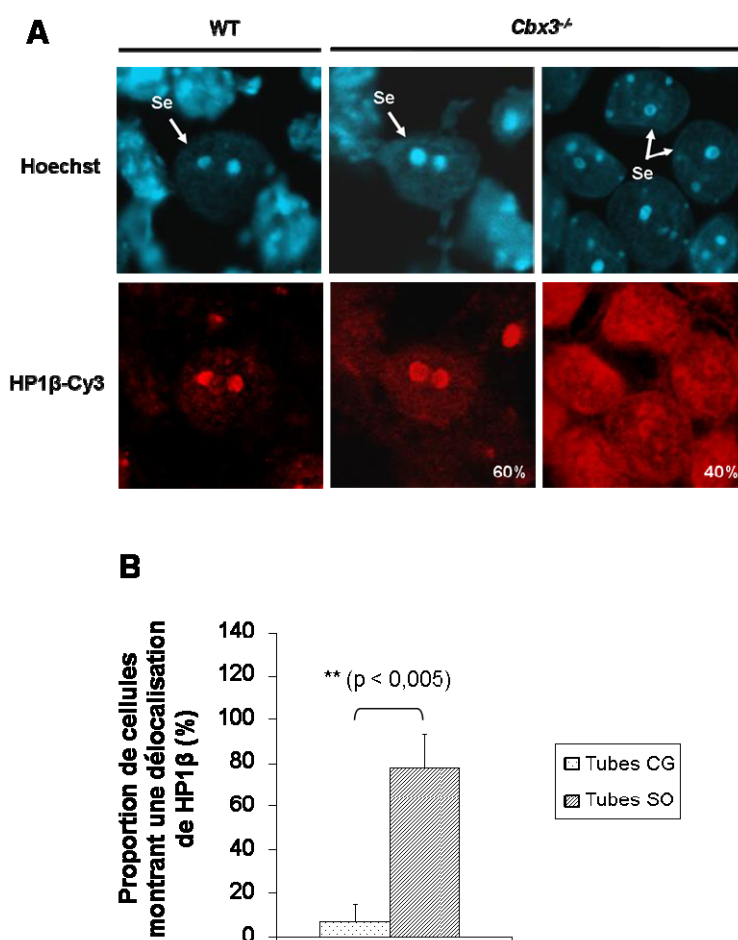 A
WT
Cbx3-/-
Se
Se
Hoechst
Se
HP1β-Cy3
60%
40%
B
Proportion de cellules
montrant une délocalisation
de HP1β (%)
140
120
100
80
60
40
20
0
** (p < 0,005)
Tubes CG
Tubes SO